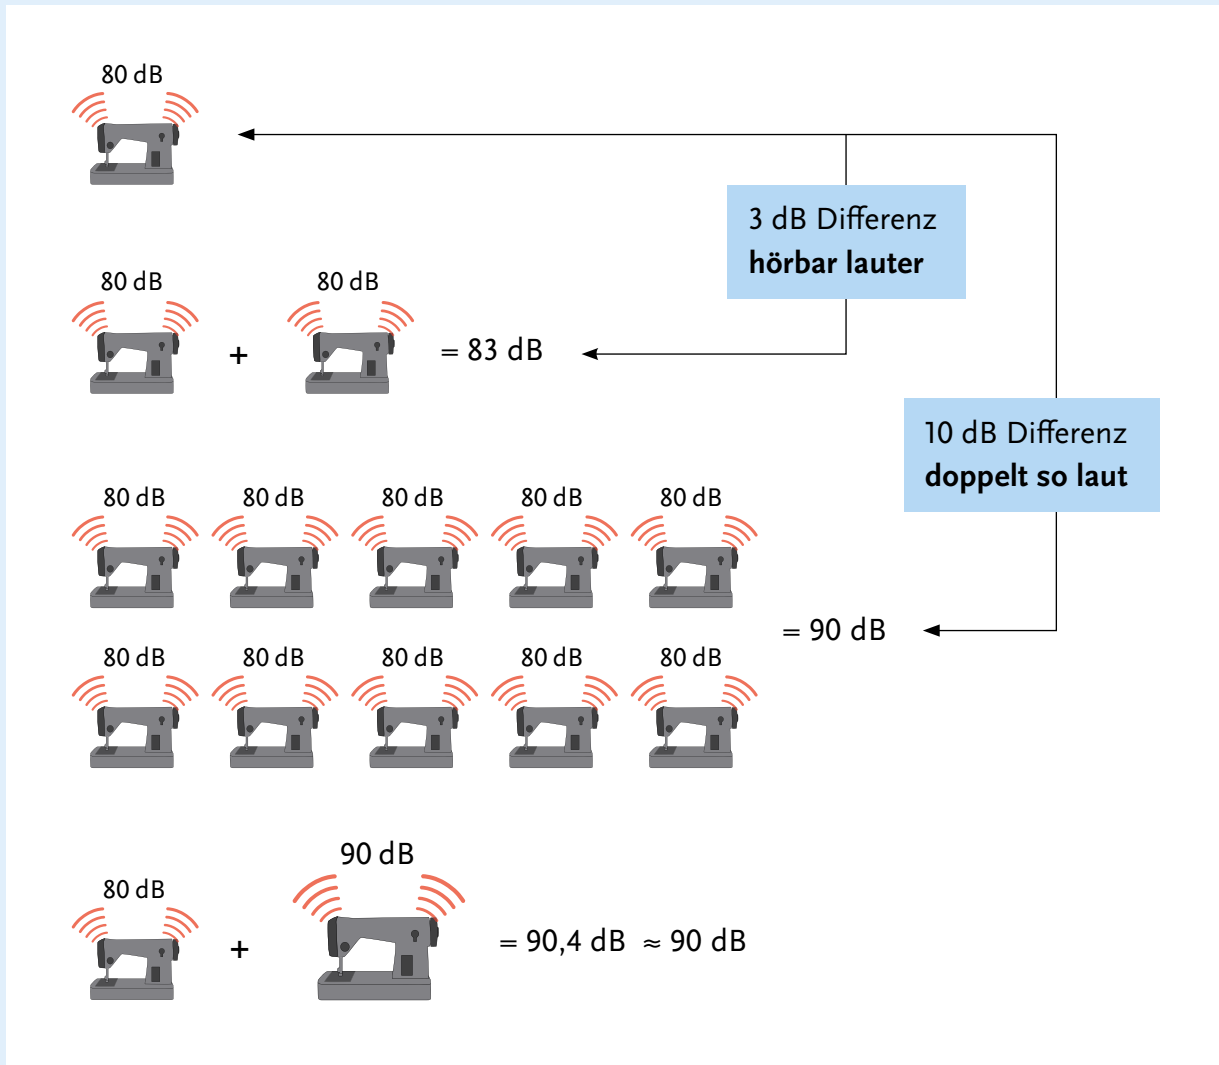 80 dB
3 dB Differenz
hörbar lauter
80 dB
80 dB
+
= 83 dB
10 dB Differenz
doppelt so laut
80 dB 80 dB 80 dB 80 dB 80 dB
= 90 dB
80 dB 80 dB 80 dB 80 dB 80 dB
80 dB
+
90 dB
= 90,4 dB ≈ 90 dB